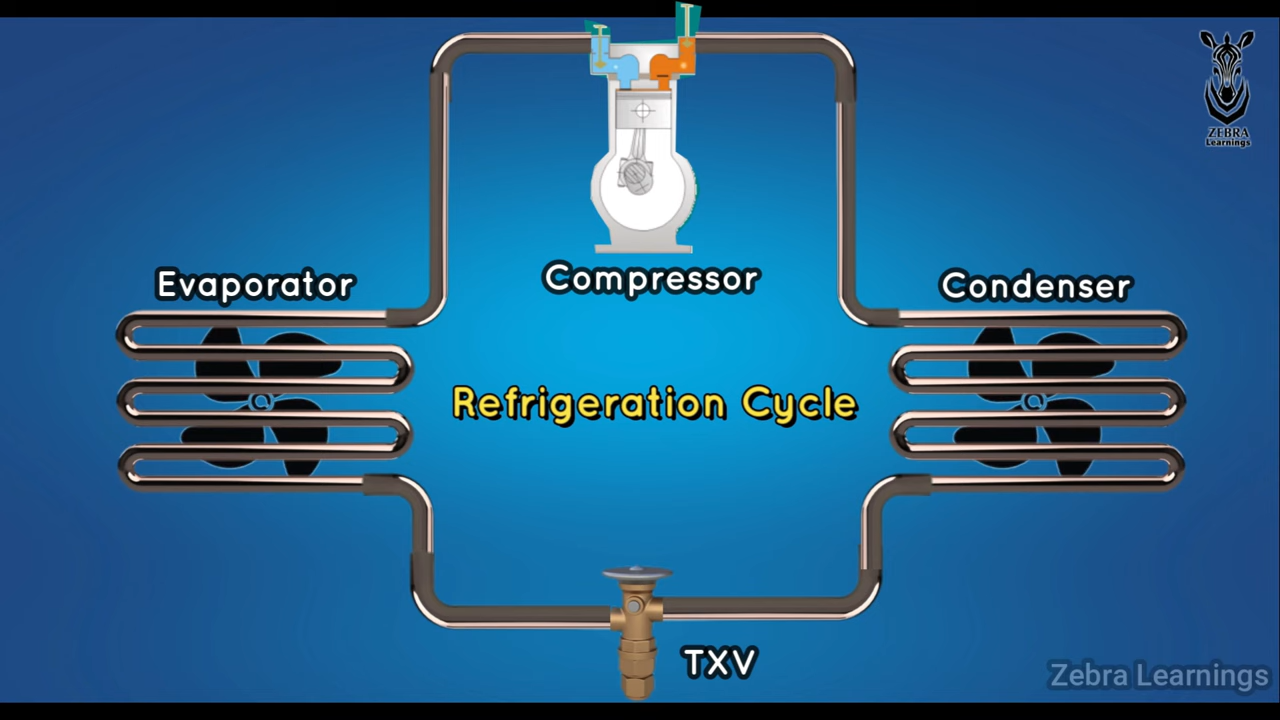 ZEBRA
Learnings
Evaporator
Compressor
Condenser
Refrigeration Cycle
TXV
Zebra Learnings